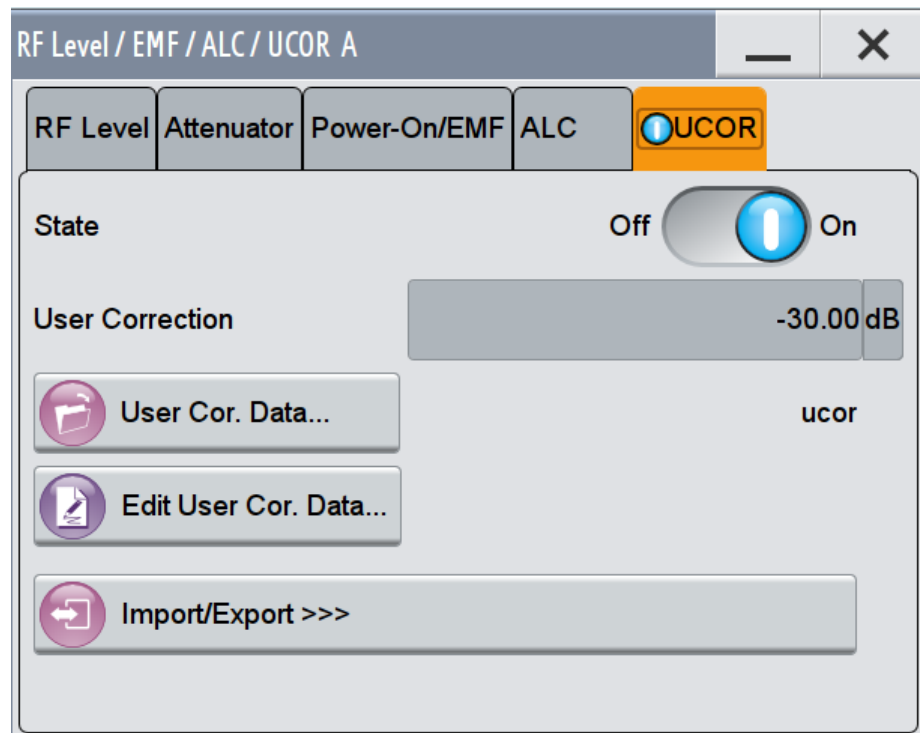 RF Level / EMF / ALC / UCOR A
RF Level Attenuator Power-On/EMF ALC UCOR
State Off On
User Correction -30.00 dB
User Cor. Data... ucor
Edit User Cor. Data...
Import/Export >>>